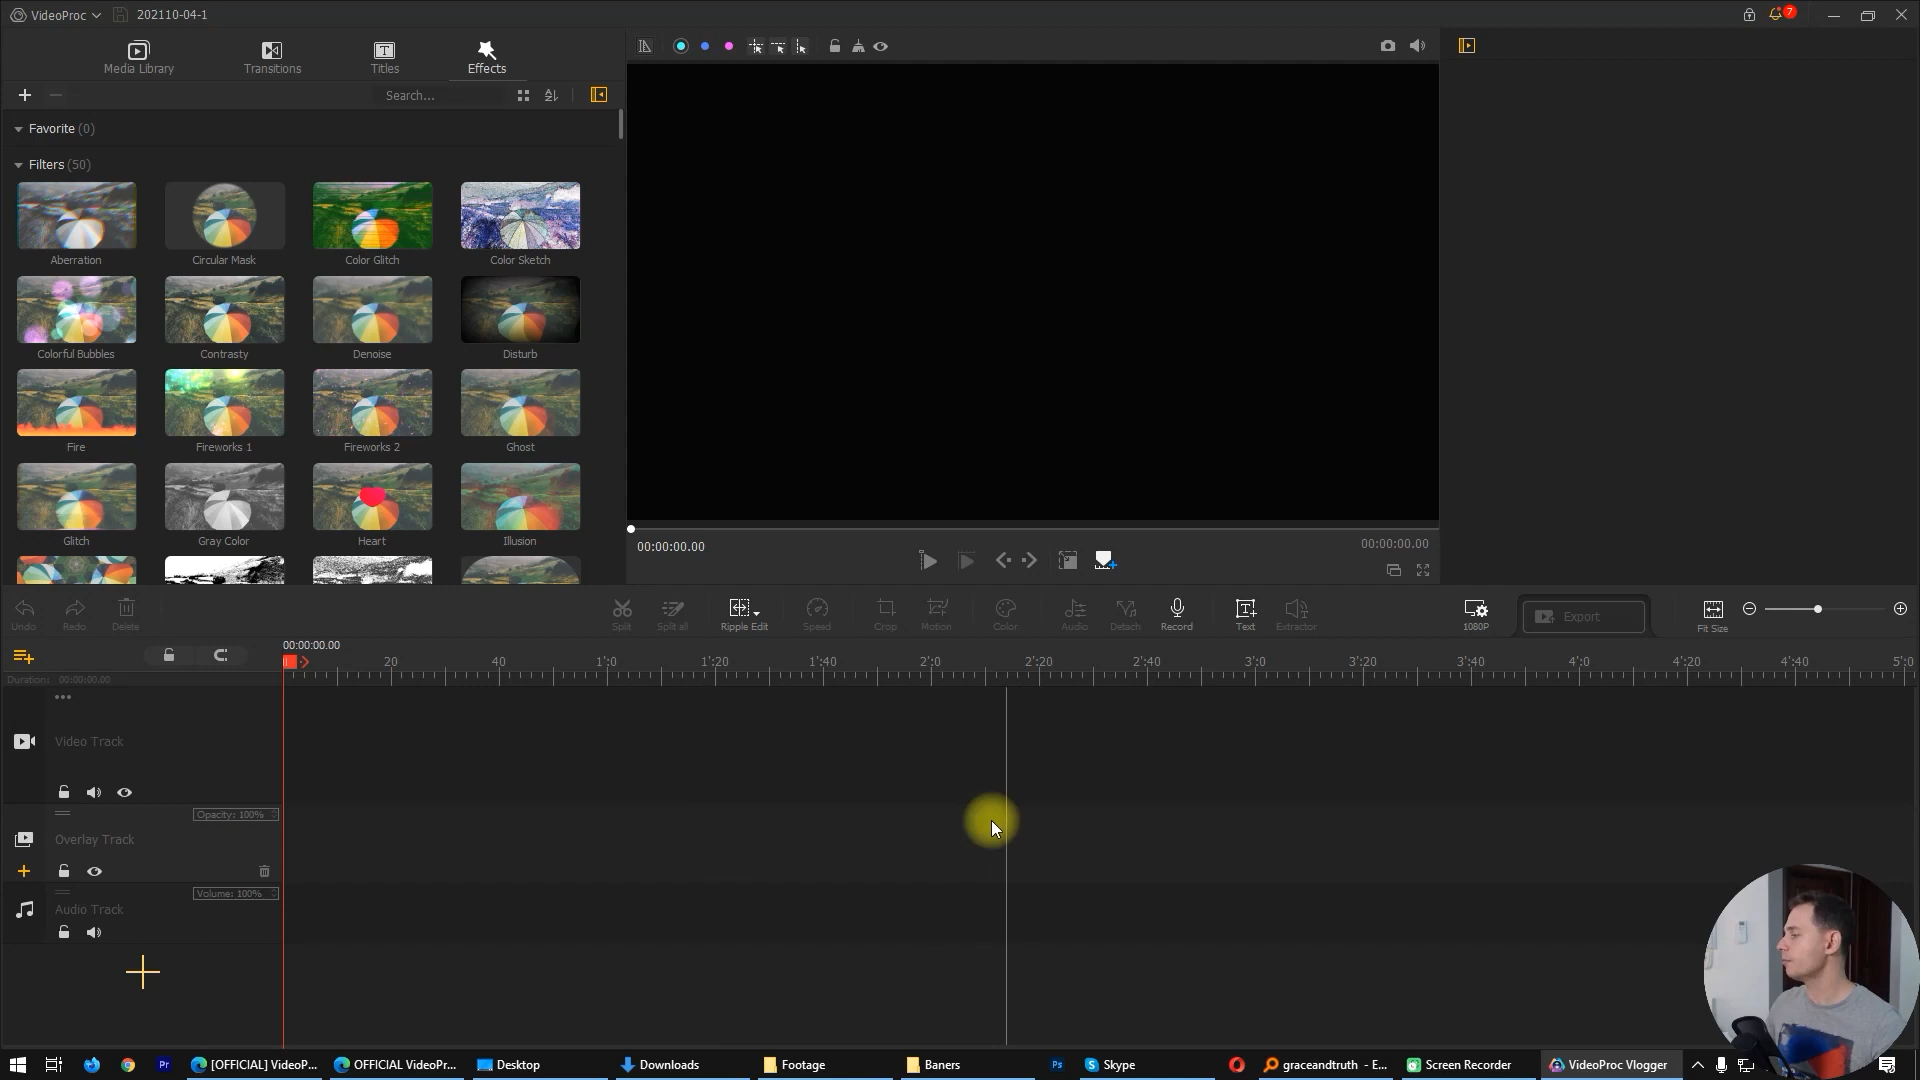 VideoProc
202110-04-1
7
Media Library
Transitions
Titles
Effects
Search...
Favorite (0)
Filters (50)
Aberration
Circular Mask
Color Glitch
Color Sketch
Colorful Bubbles
Contrasty
Denoise
Disturb
Fire
Fireworks 1
Fireworks 2
Ghost
Glitch
Gray Color
Heart
Illusion
00:00:00.00
00:00:00.00
Undo
Redo
Delete
Split
Split all
Ripple Edit
Speed
Crop
Motion
Color
Audio
Detach
Record
Text
Extractor
1080P
Export
Fit Size
00:00:00.00
20
40
1':0
1':20
1':40
2':0
2':20
2':40
3':0
3':20
3':40
4':0
4':20
4':40
5':0
Duration: 00:00:00.00
Video Track
Opacity: 100%
Overlay Track
Volume: 100%
Audio Track
Pr
[OFFICIAL] VideoP...
OFFICIAL VideoPr...
Desktop
Downloads
Footage
Baners
Ps
Skype
graceandtruth - E...
Screen Recorder
VideoProc Vlogger